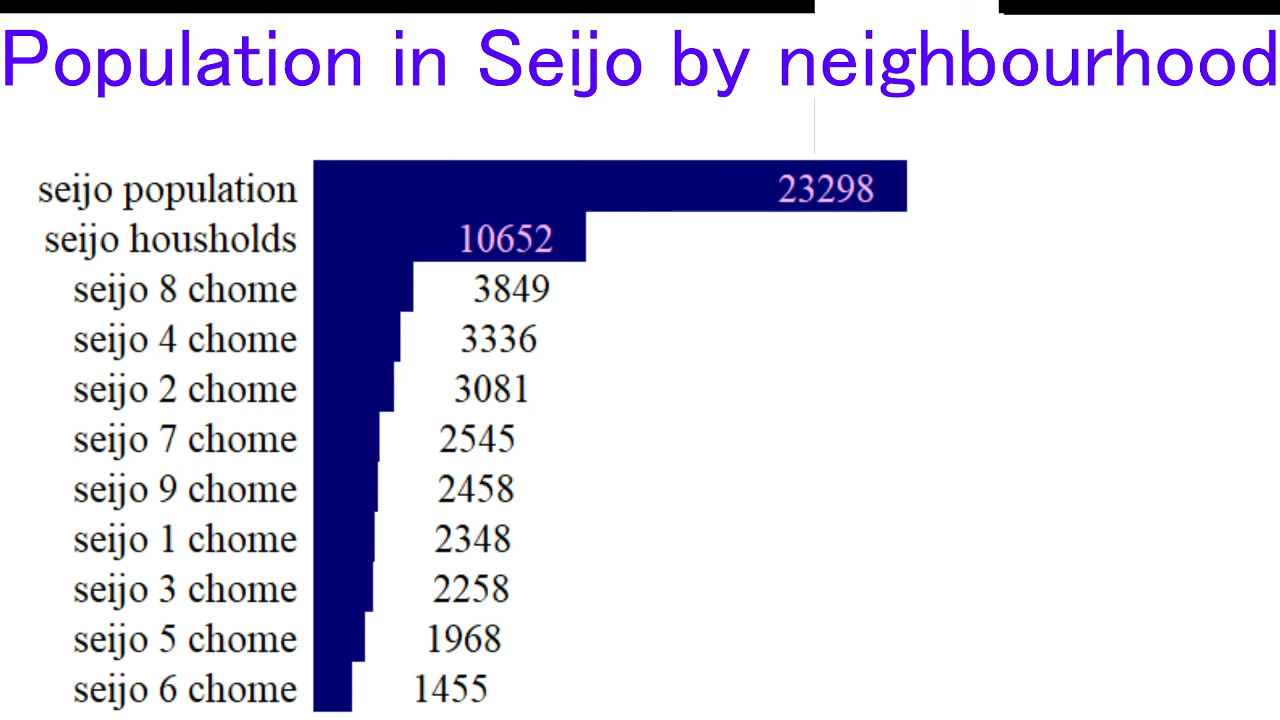 Population in Seijo by neighbourhood
seijo population 23298
seijo housholds 10652
seijo 8 chome 3849
seijo 4 chome 3336
seijo 2 chome 3081
seijo 7 chome 2545
seijo 9 chome 2458
seijo 1 chome 2348
seijo 3 chome 2258
seijo 5 chome 1968
seijo 6 chome 1455